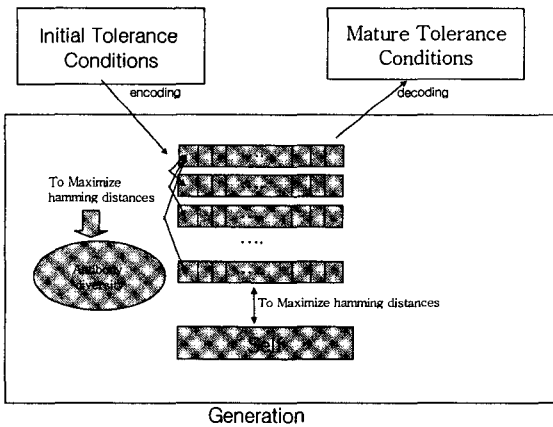 Initial Tolerance
Conditions
Mature Tolerance
Conditions
encoding
decoding
To Maximize
hamming distances
Antibody
diversity
....
To Maximize hamming distances
Self
Generation